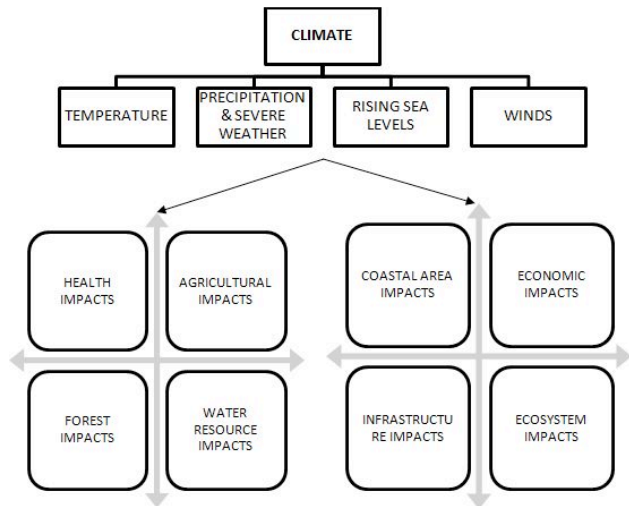 CLIMATE
TEMPERATURE
PRECIPITATION
& SEVERE
WEATHER
RISING SEA
LEVELS
WINDS
HEALTH
IMPACTS
AGRICULTURAL
IMPACTS
COASTAL AREA
IMPACTS
ECONOMIC
IMPACTS
FOREST
IMPACTS
WATER
RESOURCE
IMPACTS
INFRASTRUCTU
RE IMPACTS
ECOSYSTEM
IMPACTS